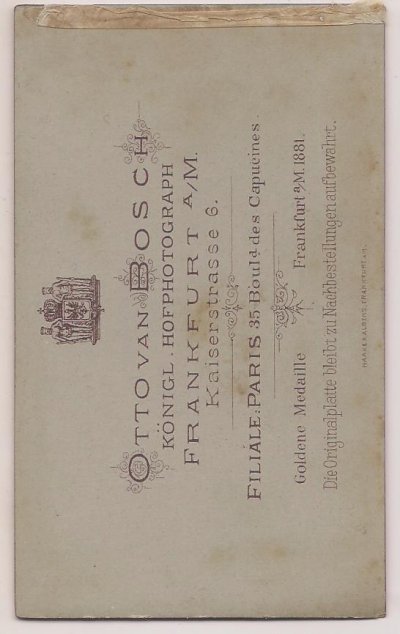 OTTO VAN BOSCH
KÖNIGL. HOFPHOTOGRAPH
FRANKFURT A/M.
Kaiserstrasse 6.
FILIALE: PARIS 35 Bould. des Capucines.
Goldene Medaille Frankfurt a/M. 1881.
Die Originalplatte bleibt zu Nachbestellungen aufbewahrt.